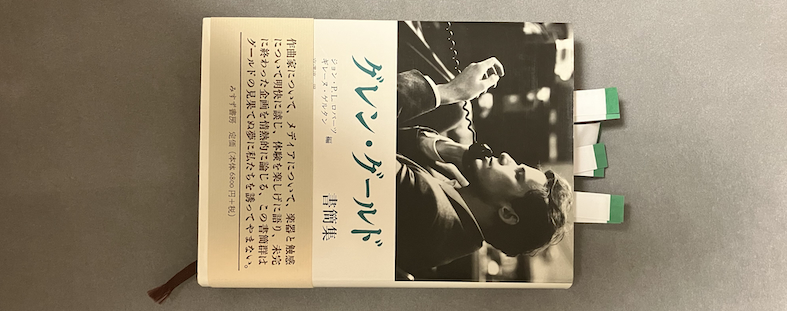 グレン・グールド
書簡集
ジョン・P.L.ロバーツ
ギレーヌ・ゲルタン 編
作曲家について、メディアについて、楽器と触感
について明快に談じ、体験を楽しげに語り、未完
に終わった企画を情熱的に論じる、この書簡群は
グールドの見果てぬ夢に私たちを誘ってやまない。
みすず書房 定価(本体6800円+税)